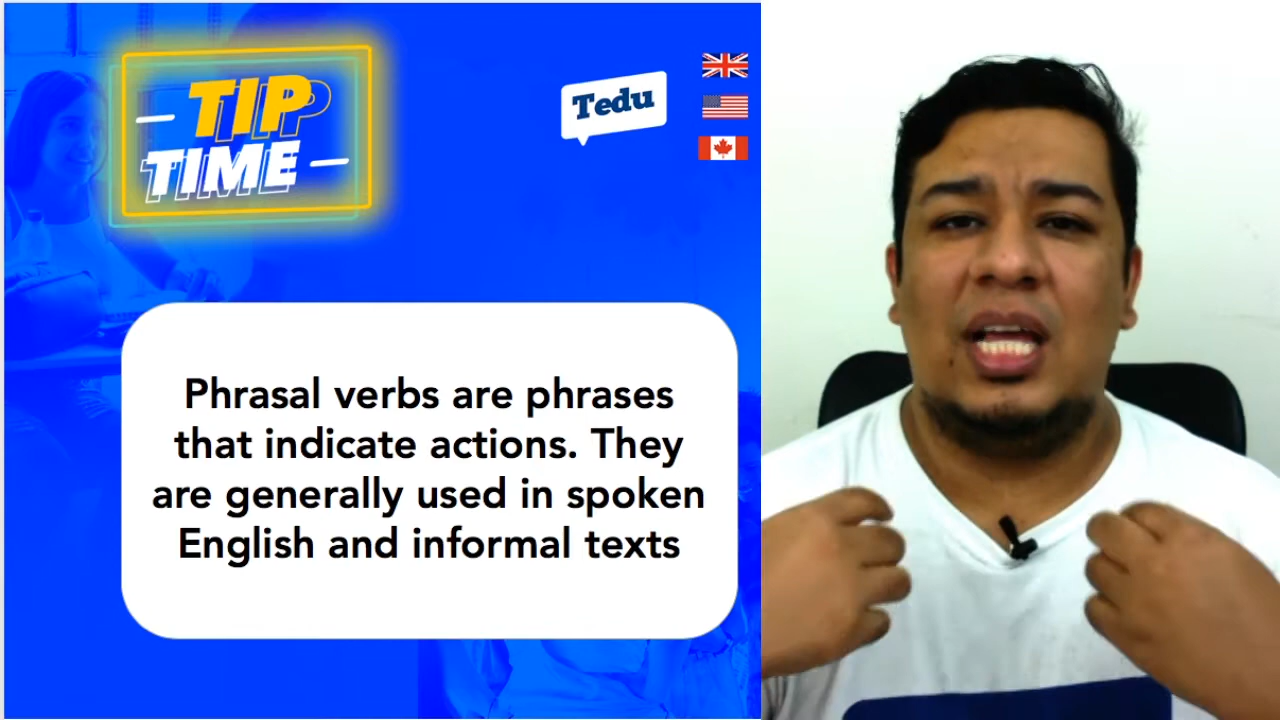 TIP
TIME
Tedu
Phrasal verbs are phrases
that indicate actions. They
are generally used in spoken
English and informal texts